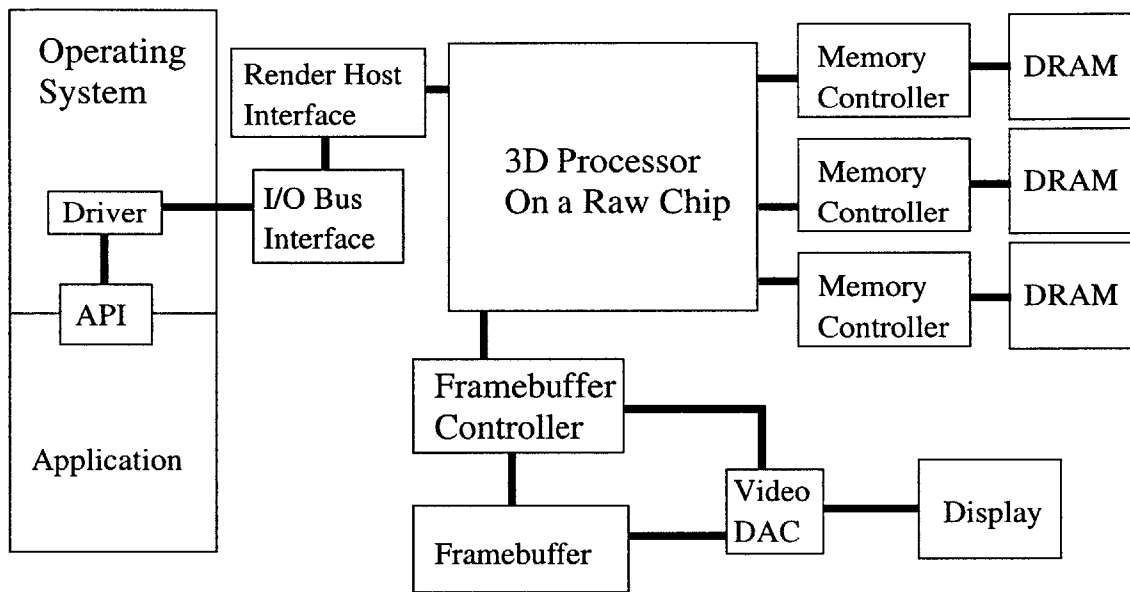 Operating
System
Driver
API
Application
Render Host
Interface
I/O Bus
Interface
3D Processor
On a Raw Chip
Memory
Controller
DRAM
Memory
Controller
DRAM
Memory
Controller
DRAM
Framebuffer
Controller
Framebuffer
Video
DAC
Display